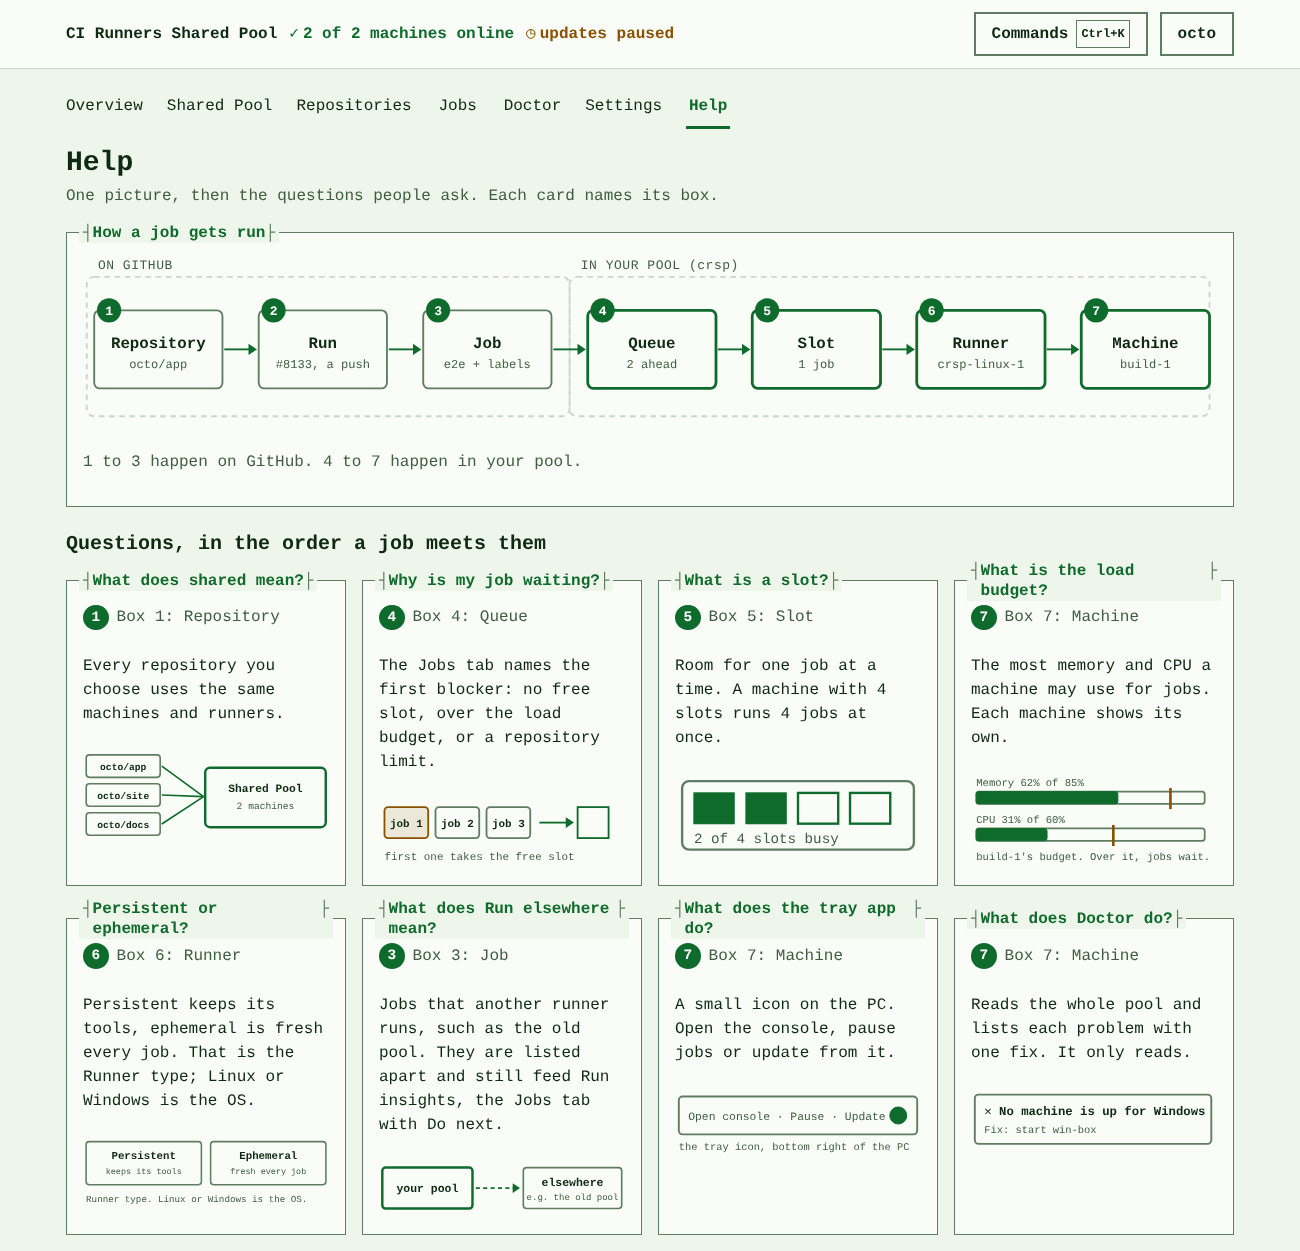 CI Runners Shared Pool ✓ 2 of 2 machines online ◷ updates paused
Commands Ctrl+K
octo
Overview Shared Pool Repositories Jobs Doctor Settings Help
Help
One picture, then the questions people ask. Each card names its box.
How a job gets run
ON GITHUB
IN YOUR POOL (crsp)
1
Repository
octo/app
2
Run
#8133, a push
3
Job
e2e + labels
4
Queue
2 ahead
5
Slot
1 job
6
Runner
crsp-linux-1
7
Machine
build-1
1 to 3 happen on GitHub. 4 to 7 happen in your pool.
Questions, in the order a job meets them
What does shared mean?
1 Box 1: Repository
Every repository you
choose uses the same
machines and runners.
octo/app
octo/site
octo/docs
Shared Pool
2 machines
Why is my job waiting?
4 Box 4: Queue
The Jobs tab names the
first blocker: no free
slot, over the load
budget, or a repository
limit.
job 1 job 2 job 3
first one takes the free slot
What is a slot?
5 Box 5: Slot
Room for one job at a
time. A machine with 4
slots runs 4 jobs at
once.
2 of 4 slots busy
What is the load
budget?
7 Box 7: Machine
The most memory and CPU a
machine may use for jobs.
Each machine shows its
own.
Memory 62% of 85%
CPU 31% of 60%
build-1's budget. Over it, jobs wait.
Persistent or
ephemeral?
6 Box 6: Runner
Persistent keeps its
tools, ephemeral is fresh
every job. That is the
Runner type; Linux or
Windows is the OS.
Persistent
keeps its tools
Ephemeral
fresh every job
Runner type. Linux or Windows is the OS.
What does Run elsewhere
mean?
3 Box 3: Job
Jobs that another runner
runs, such as the old
pool. They are listed
apart and still feed Run
insights, the Jobs tab
with Do next.
your pool
elsewhere
e.g. the old pool
What does the tray app
do?
7 Box 7: Machine
A small icon on the PC.
Open the console, pause
jobs or update from it.
Open console · Pause · Update
the tray icon, bottom right of the PC
What does Doctor do?
7 Box 7: Machine
Reads the whole pool and
lists each problem with
one fix. It only reads.
✕ No machine is up for Windows
Fix: start win-box